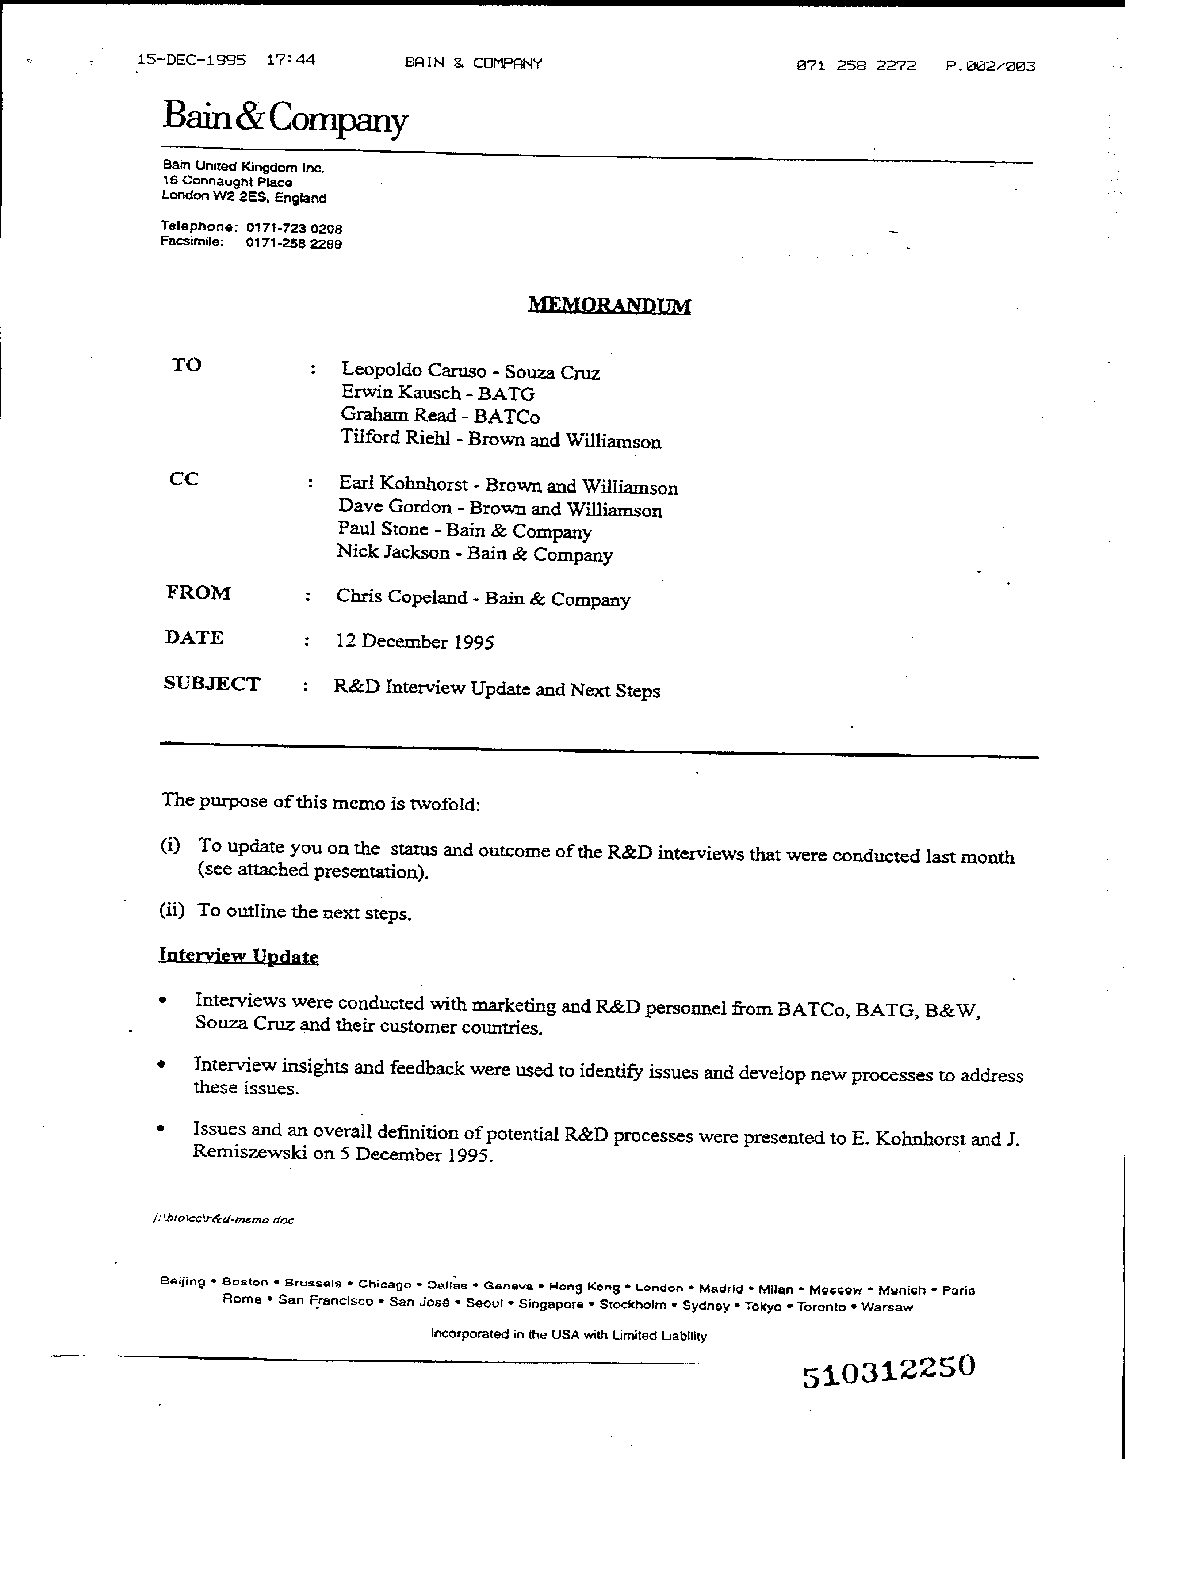 15-DEC-1995 17:44 BAIN & COMPANY 071 258 2272 P.002/003
Bain & Company
Bain United Kingdom Inc.
16 Connaught Place
London W2 2ES, England
Telephone: 0171-723 0208
Facsimile: 0171-258 2299
MEMORANDUM
TO : Leopoldo Caruso - Souza Cruz
Erwin Kausch - BATG
Graham Read - BATCo
Tilford Riehl - Brown and Williamson
CC : Earl Kohnhorst - Brown and Williamson
Dave Gordon - Brown and Williamson
Paul Stone - Bain & Company
Nick Jackson - Bain & Company
FROM : Chris Copeland - Bain & Company
DATE : 12 December 1995
SUBJECT : R&D Interview Update and Next Steps
The purpose of this memo is twofold:
(i) To update you on the status and outcome of the R&D interviews that were conducted last month
(see attached presentation).
(ii) To outline the next steps.
Interview Update
• Interviews were conducted with marketing and R&D personnel from BATCo, BATG, B&W,
Souza Cruz and their customer countries.
• Interview insights and feedback were used to identify issues and develop new processes to address
these issues.
• Issues and an overall definition of potential R&D processes were presented to E. Kohnhorst and J.
Remiszewski on 5 December 1995.
Beijing • Boston • Brussels • Chicago • Dallas • Geneva • Hong Kong • London • Madrid • Milan • Moscow • Munich • Paris
Rome • San Francisco • San José • Seoul • Singapore • Stockholm • Sydney • Tokyo • Toronto • Warsaw
Incorporated in the USA with Limited Liability
510312250